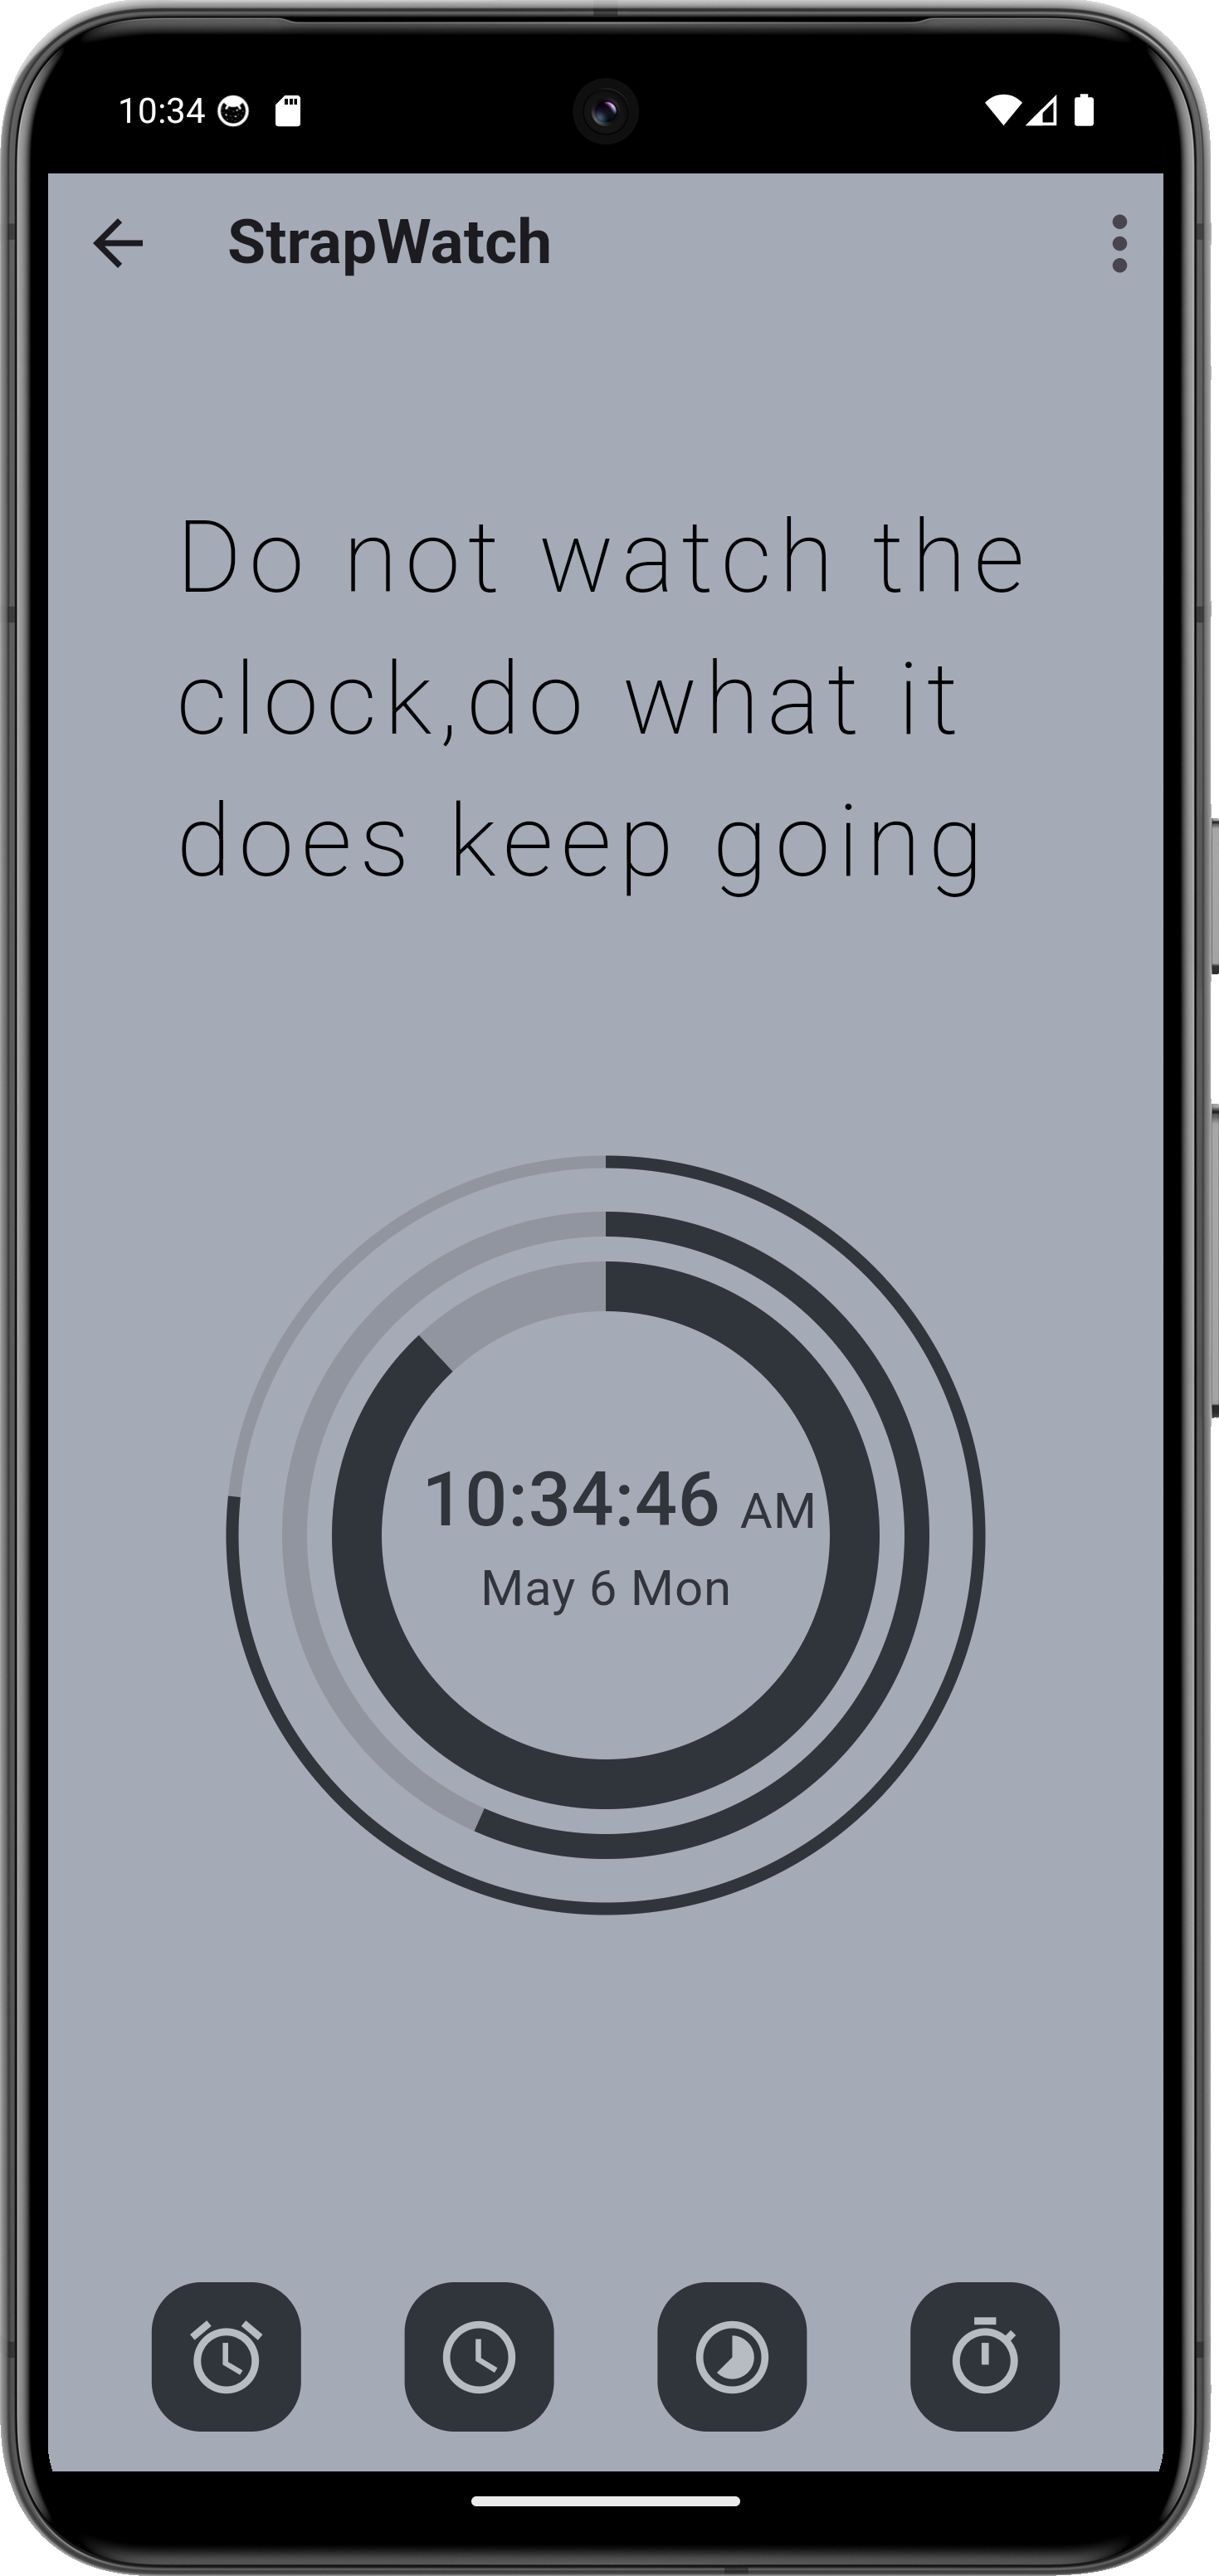 10:34
StrapWatch
Do not watch the
clock,do what it
does keep going
10:34:46 AM
May 6 Mon